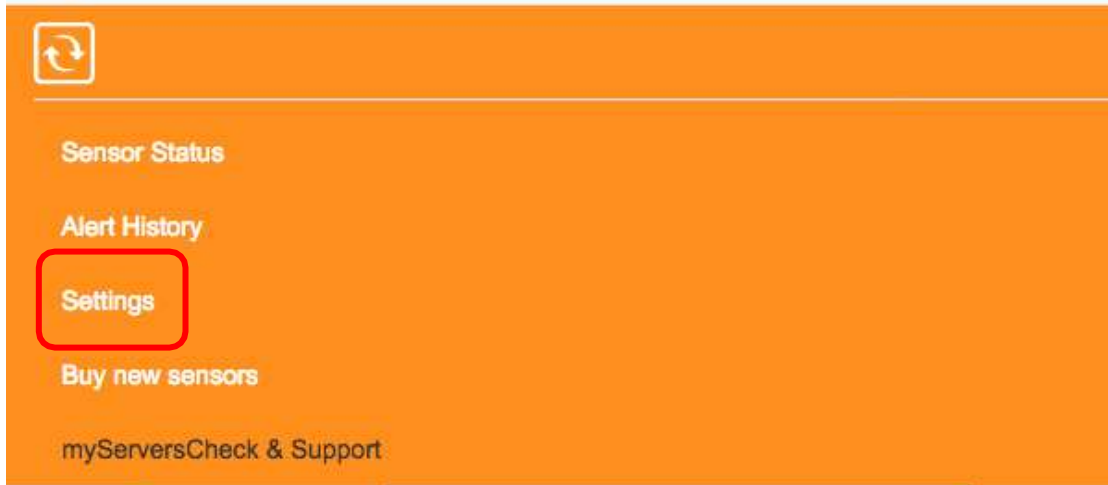 Sensor Status
Alert History
Settings
Buy new sensors
myServersCheck & Support